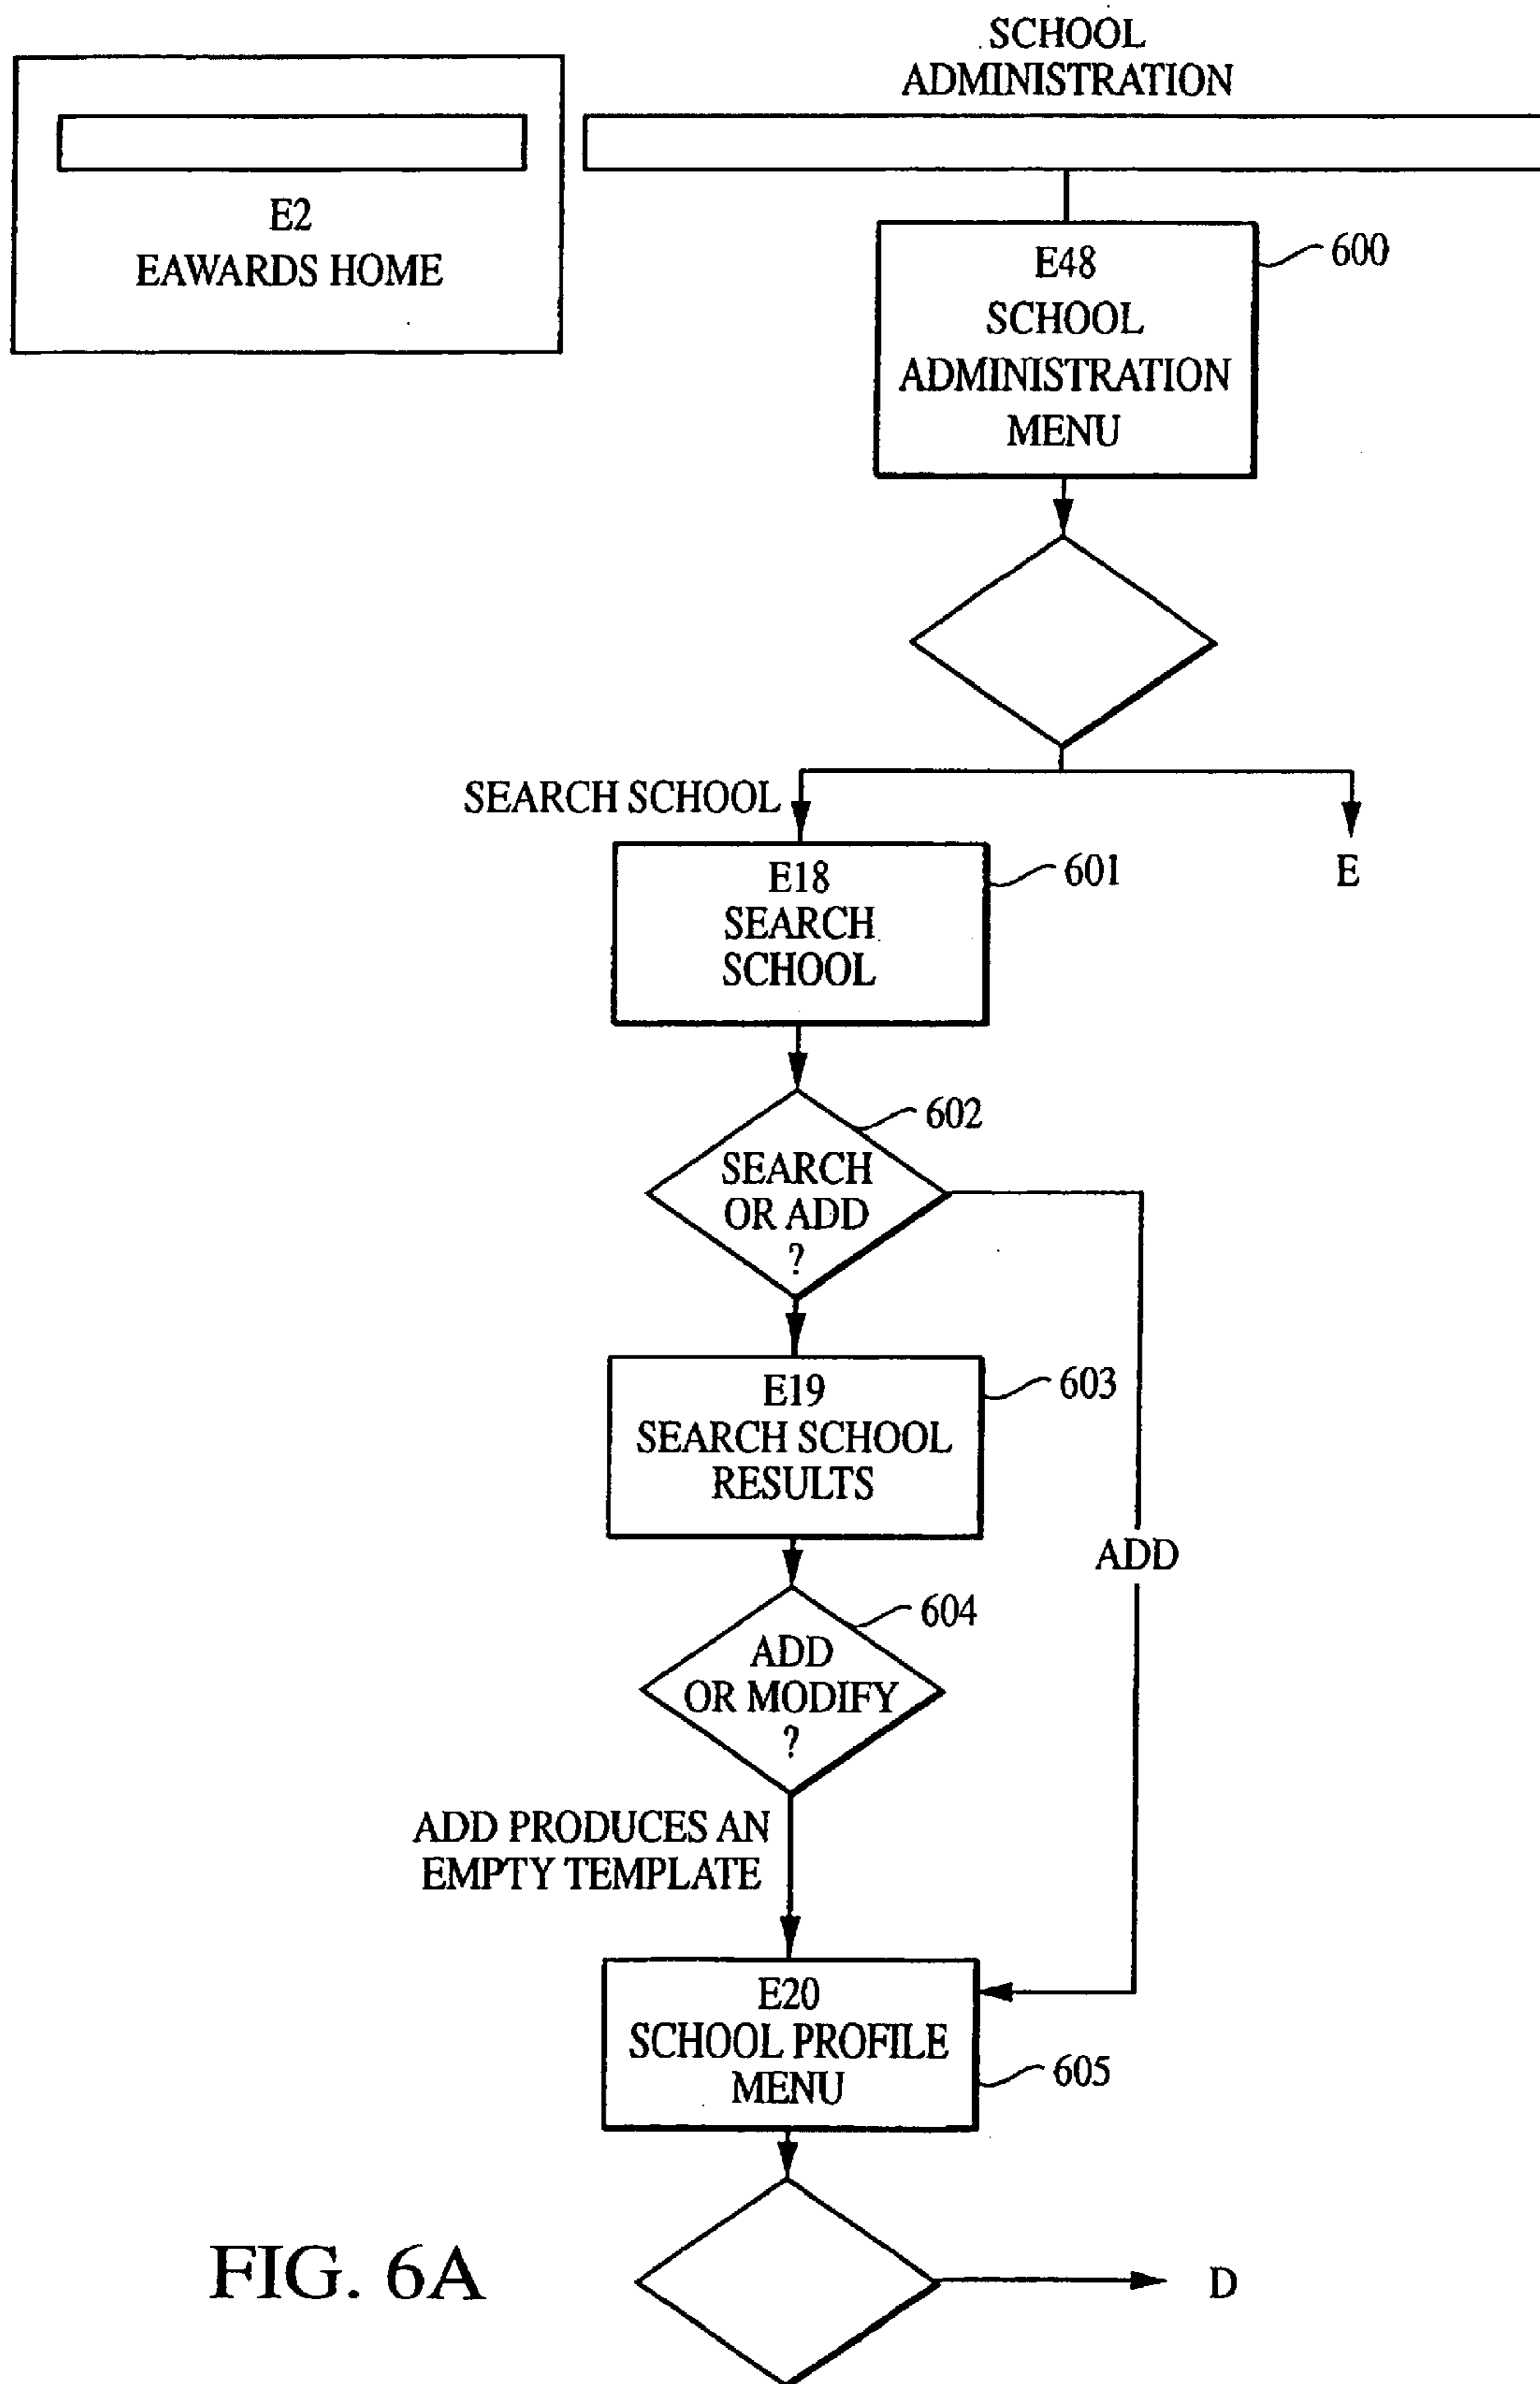 SCHOOL
ADMINISTRATION
E2
EAWARDS HOME
E48
SCHOOL
ADMINISTRATION
MENU
600
SEARCH SCHOOL
E18
SEARCH
SCHOOL
601
E
602
SEARCH
OR ADD
?
E19
SEARCH SCHOOL
RESULTS
603
ADD
604
ADD
OR MODIFY
?
ADD PRODUCES AN
EMPTY TEMPLATE
E20
SCHOOL PROFILE
MENU
605
FIG. 6A
D